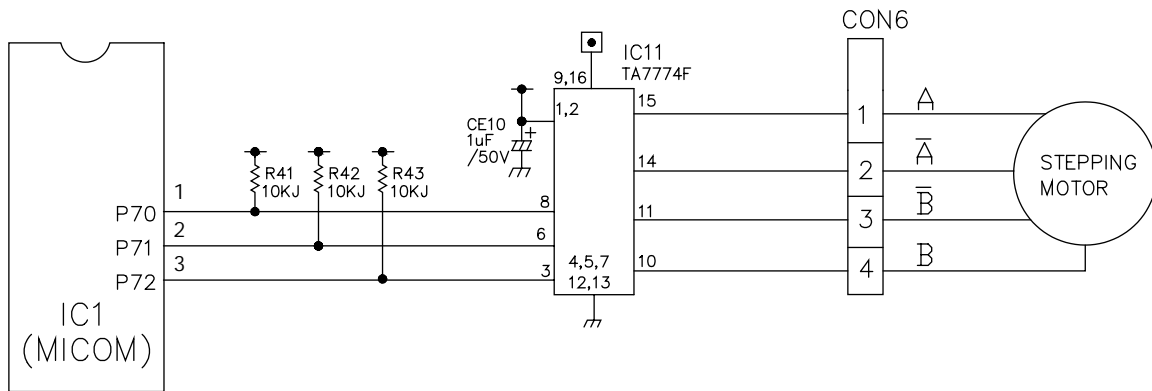 CON6
IC11
TA7774F
9,16
1,2
15
1
A
CE10
1uF
/50V
+
14
2
A̅
STEPPING
MOTOR
R41
10KJ
R42
10KJ
R43
10KJ
1
P70
8
11
3
B̅
2
P71
6
3
P72
3
4,5,7
12,13
10
4
B
IC1
(MICOM)